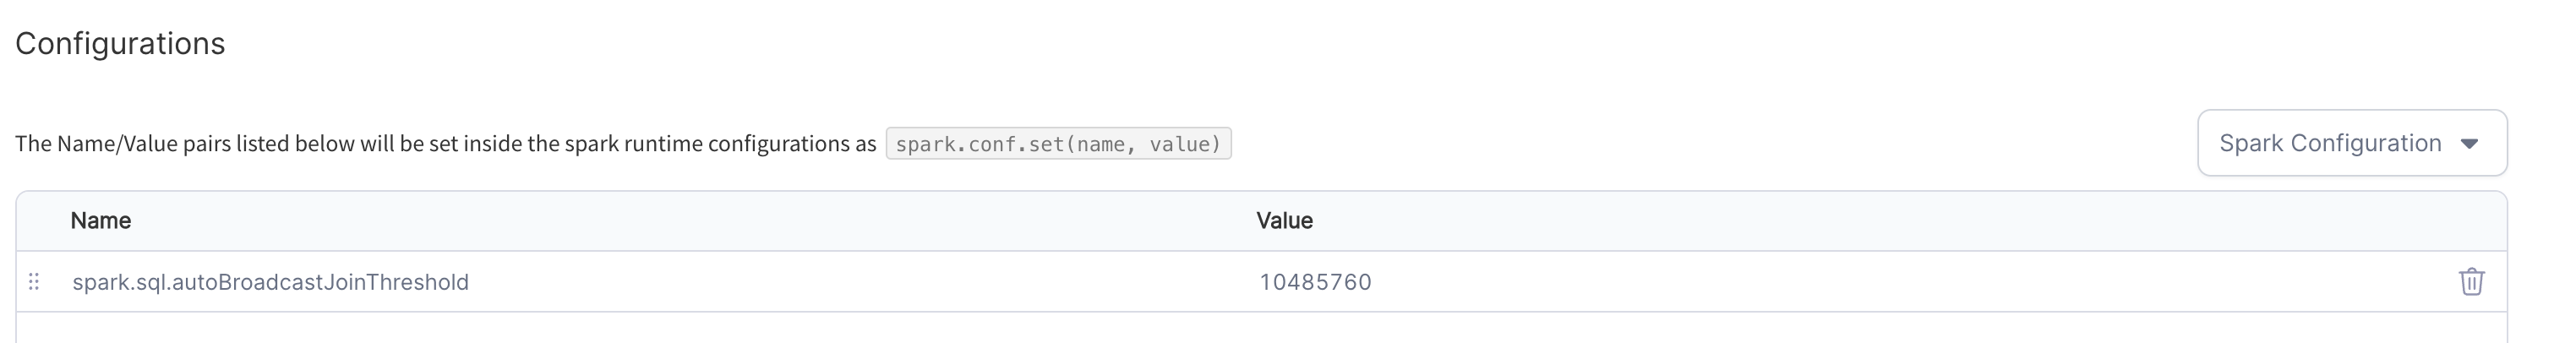 Configurations
The Name/Value pairs listed below will be set inside the spark runtime configurations as spark.conf.set(name, value)
Spark Configuration
Name Value
spark.sql.autoBroadcastJoinThreshold 10485760